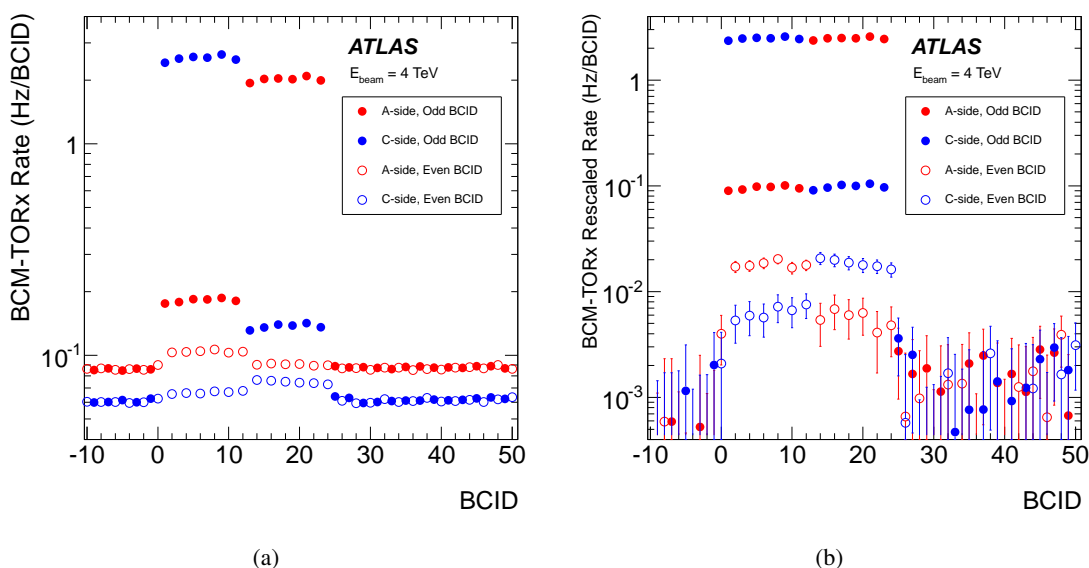 BCM-TORx Rate (Hz/BCID)
1
10⁻¹
ATLAS
E_beam = 4 TeV
A-side, Odd BCID
C-side, Odd BCID
A-side, Even BCID
C-side, Even BCID
-10 0 10 20 30 40 50
BCID
(a)
BCM-TORx Rescaled Rate (Hz/BCID)
1
10⁻¹
10⁻²
10⁻³
ATLAS
E_beam = 4 TeV
A-side, Odd BCID
C-side, Odd BCID
A-side, Even BCID
C-side, Even BCID
-10 0 10 20 30 40 50
BCID
(b)